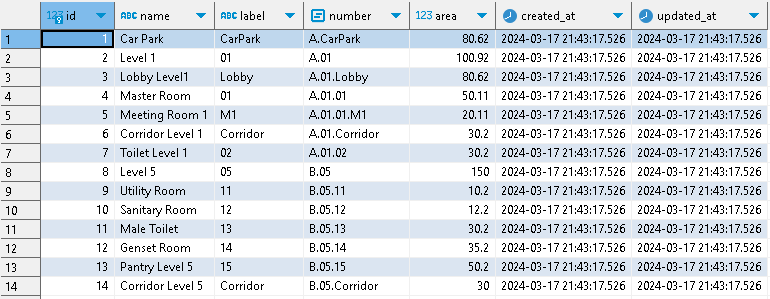 123 id ABC name ABC label number 123 area created_at updated_at
1 1 Car Park CarPark A.CarPark 80.62 2024-03-17 21:43:17.526 2024-03-17 21:43:17.526
2 2 Level 1 01 A.01 100.92 2024-03-17 21:43:17.526 2024-03-17 21:43:17.526
3 3 Lobby Level1 Lobby A.01.Lobby 80.62 2024-03-17 21:43:17.526 2024-03-17 21:43:17.526
4 4 Master Room 01 A.01.01 50.11 2024-03-17 21:43:17.526 2024-03-17 21:43:17.526
5 5 Meeting Room 1 M1 A.01.01.M1 20.11 2024-03-17 21:43:17.526 2024-03-17 21:43:17.526
6 6 Corridor Level 1 Corridor A.01.Corridor 30.2 2024-03-17 21:43:17.526 2024-03-17 21:43:17.526
7 7 Toilet Level 1 02 A.01.02 30.2 2024-03-17 21:43:17.526 2024-03-17 21:43:17.526
8 8 Level 5 05 B.05 150 2024-03-17 21:43:17.526 2024-03-17 21:43:17.526
9 9 Utility Room 11 B.05.11 10.2 2024-03-17 21:43:17.526 2024-03-17 21:43:17.526
10 10 Sanitary Room 12 B.05.12 12.2 2024-03-17 21:43:17.526 2024-03-17 21:43:17.526
11 11 Male Toilet 13 B.05.13 30.2 2024-03-17 21:43:17.526 2024-03-17 21:43:17.526
12 12 Genset Room 14 B.05.14 35.2 2024-03-17 21:43:17.526 2024-03-17 21:43:17.526
13 13 Pantry Level 5 15 B.05.15 50.2 2024-03-17 21:43:17.526 2024-03-17 21:43:17.526
14 14 Corridor Level 5 Corridor B.05.Corridor 30 2024-03-17 21:43:17.526 2024-03-17 21:43:17.526